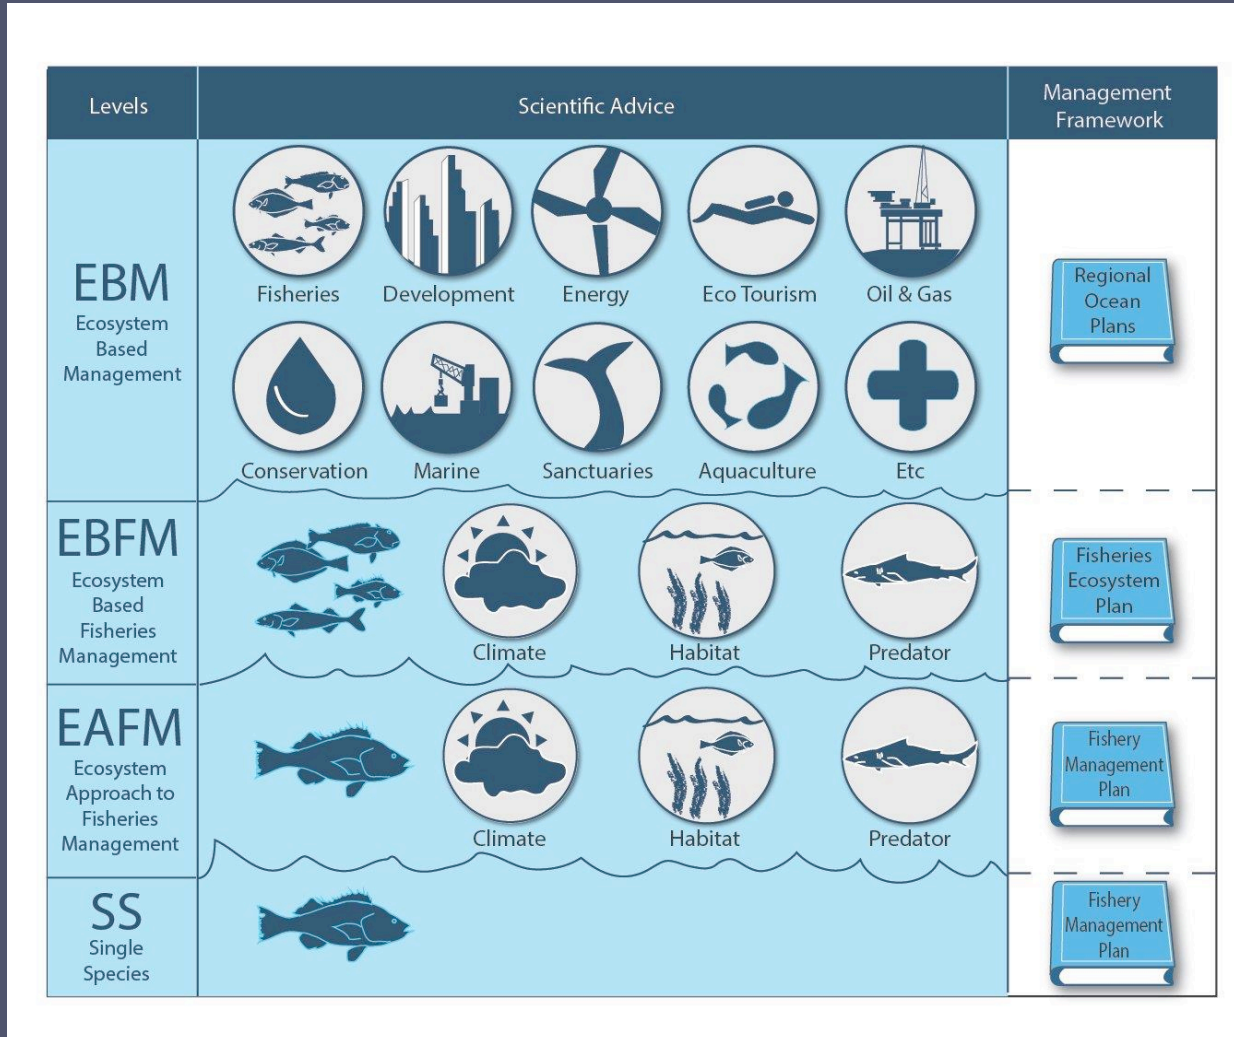 Levels
Scientific Advice
Management
Framework
EBM
Ecosystem
Based
Management
Fisheries
Development
Energy
Eco Tourism
Oil & Gas
Conservation
Marine
Sanctuaries
Aquaculture
Etc
Regional
Ocean
Plans
EBFM
Ecosystem
Based
Fisheries
Management
Climate
Habitat
Predator
Fisheries
Ecosystem
Plan
EAFM
Ecosystem
Approach to
Fisheries
Management
Climate
Habitat
Predator
Fishery
Management
Plan
SS
Single
Species
Fishery
Management
Plan